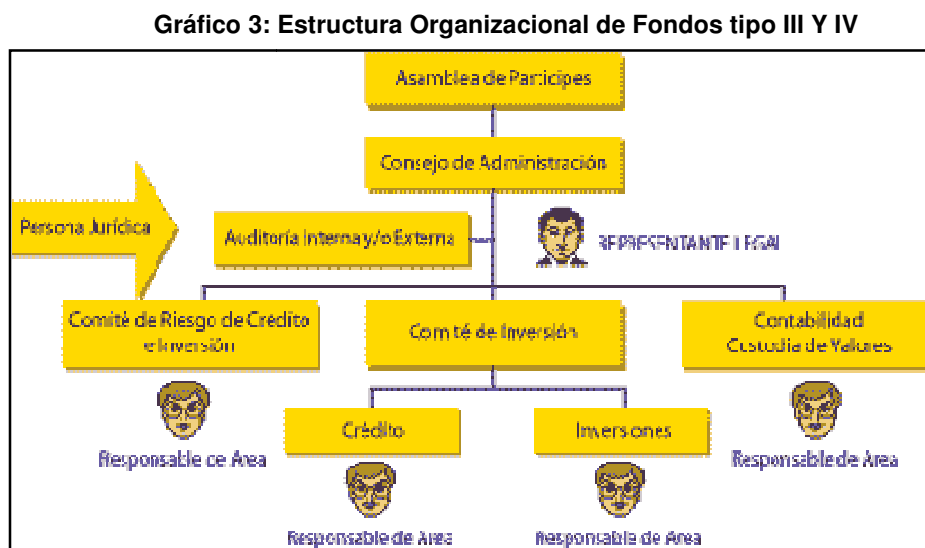 Gráfico 3: Estructura Organizacional de Fondos tipo III Y IV
Asamblea de Participes
Consejo de Administración
Persona Jurídica
Auditoría Interna y/o Externa
REPRESENTANTE LEGAL
Comité de Riesgo de Crédito
e Inversión
Comité de Inversión
Contabilidad
Custodia de Valores
Responsable de Area
Crédito
Inversiones
Responsable de Area
Responsable de Area
Responsable de Area